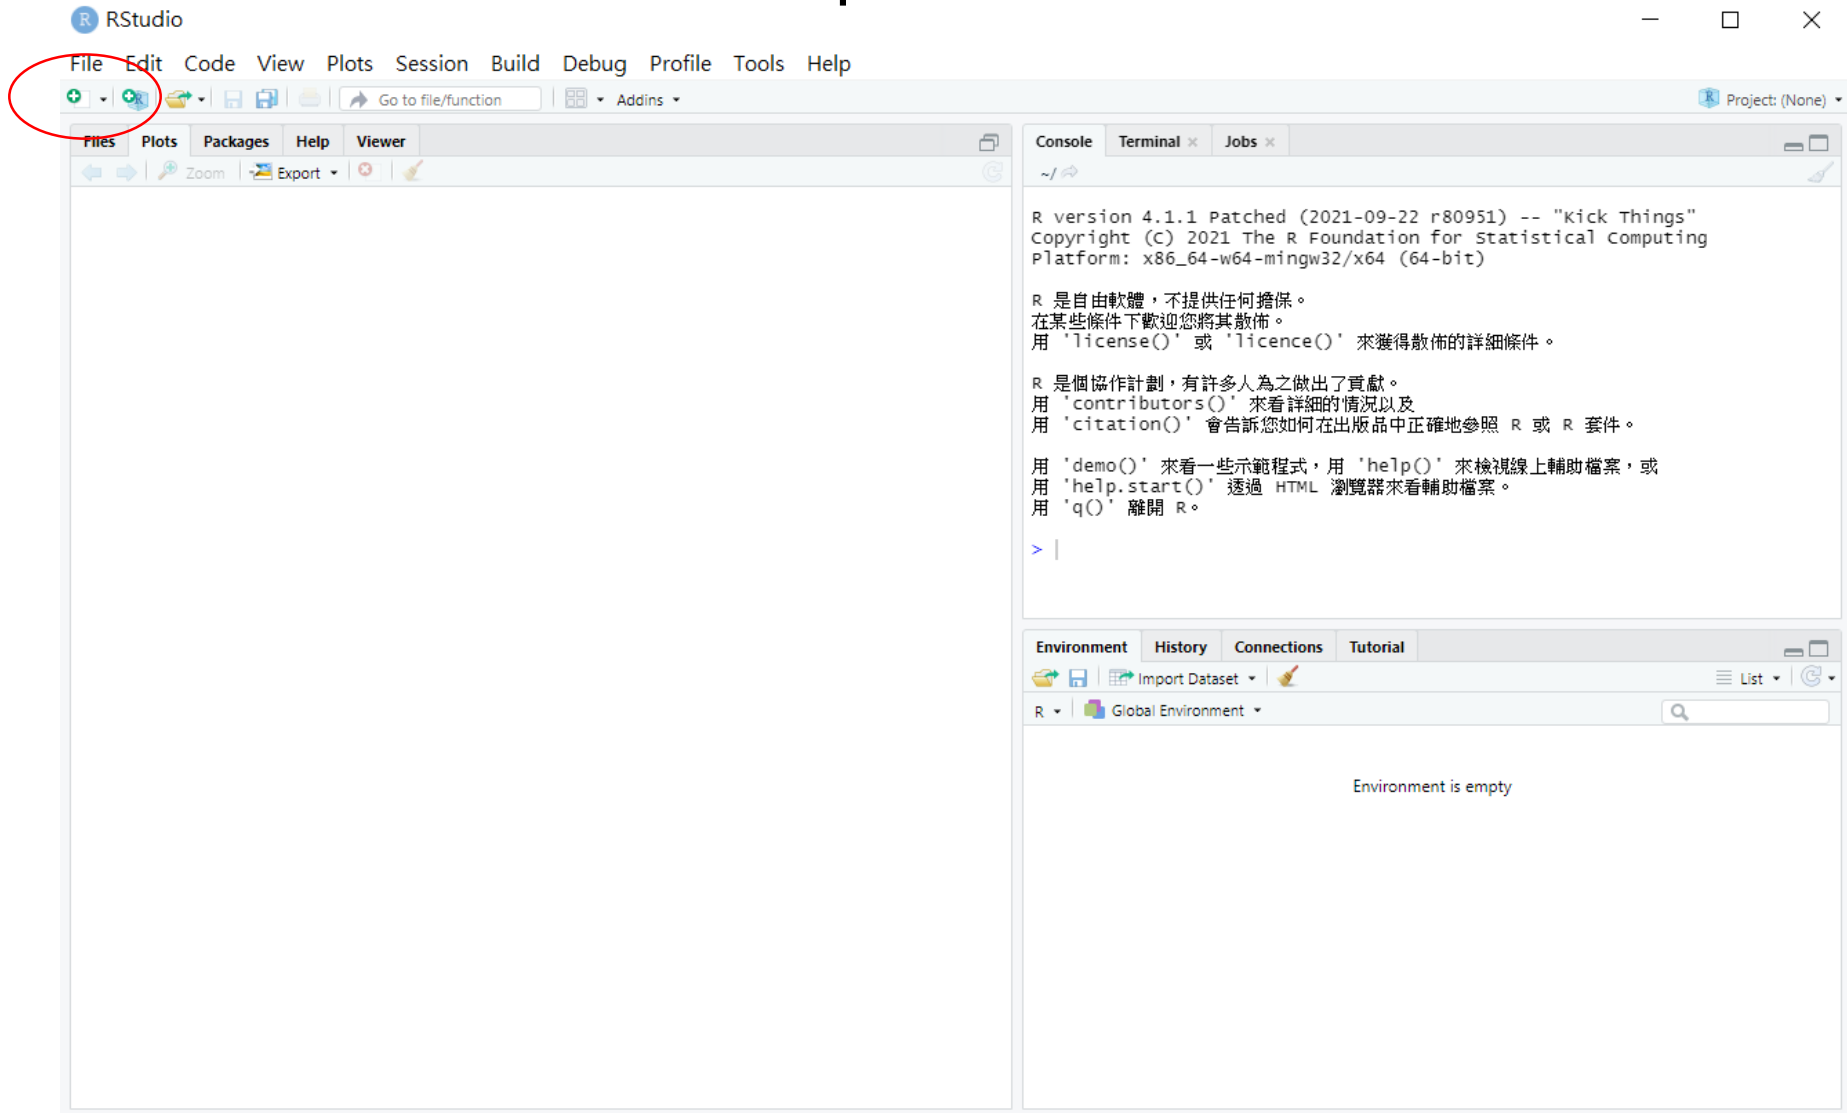 RStudio
File Edit Code View Plots Session Build Debug Profile Tools Help
Go to file/function Addins Project: (None)
Files Plots Packages Help Viewer
Zoom Export
Console Terminal Jobs
~/
R version 4.1.1 Patched (2021-09-22 r80951) -- "Kick Things"
Copyright (C) 2021 The R Foundation for Statistical Computing
Platform: x86_64-w64-mingw32/x64 (64-bit)
R 是自由軟體，不提供任何擔保。
在某些條件下歡迎您將其散佈。
用 'license()' 或 'licence()' 來獲得散佈的詳細條件。
R 是個協作計劃，有許多人為之做出了貢獻。
用 'contributors()' 來看詳細的情況以及
用 'citation()' 會告訴您如何在出版品中正確地參照 R 或 R 套件。
用 'demo()' 來看一些示範程式，用 'help()' 來檢視線上輔助檔案，或
用 'help.start()' 透過 HTML 瀏覽器來看輔助檔案。
用 'q()' 離開 R。
>
Environment History Connections Tutorial
Import Dataset List
R Global Environment
Environment is empty